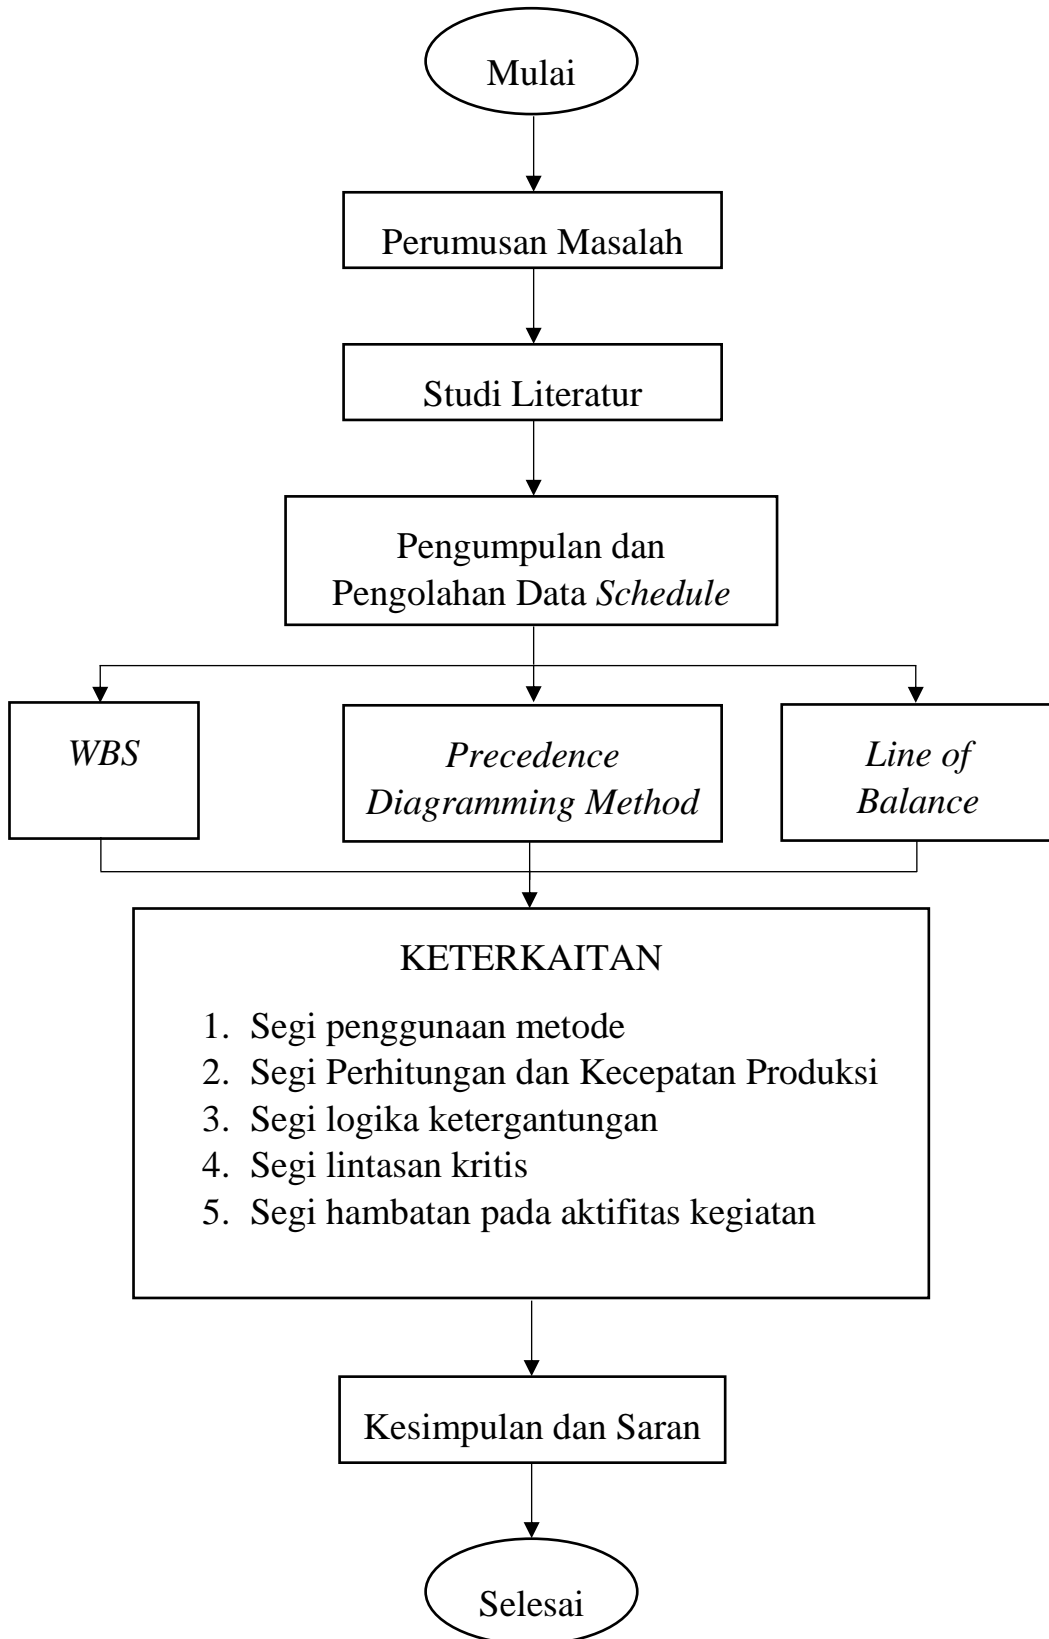 Mulai
Perumusan Masalah
Studi Literatur
Pengumpulan dan
Pengolahan Data Schedule
WBS
Precedence
Diagramming Method
Line of
Balance
KETERKAITAN
1. Segi penggunaan metode
2. Segi Perhitungan dan Kecepatan Produksi
3. Segi logika ketergantungan
4. Segi lintasan kritis
5. Segi hambatan pada aktifitas kegiatan
Kesimpulan dan Saran
Selesai